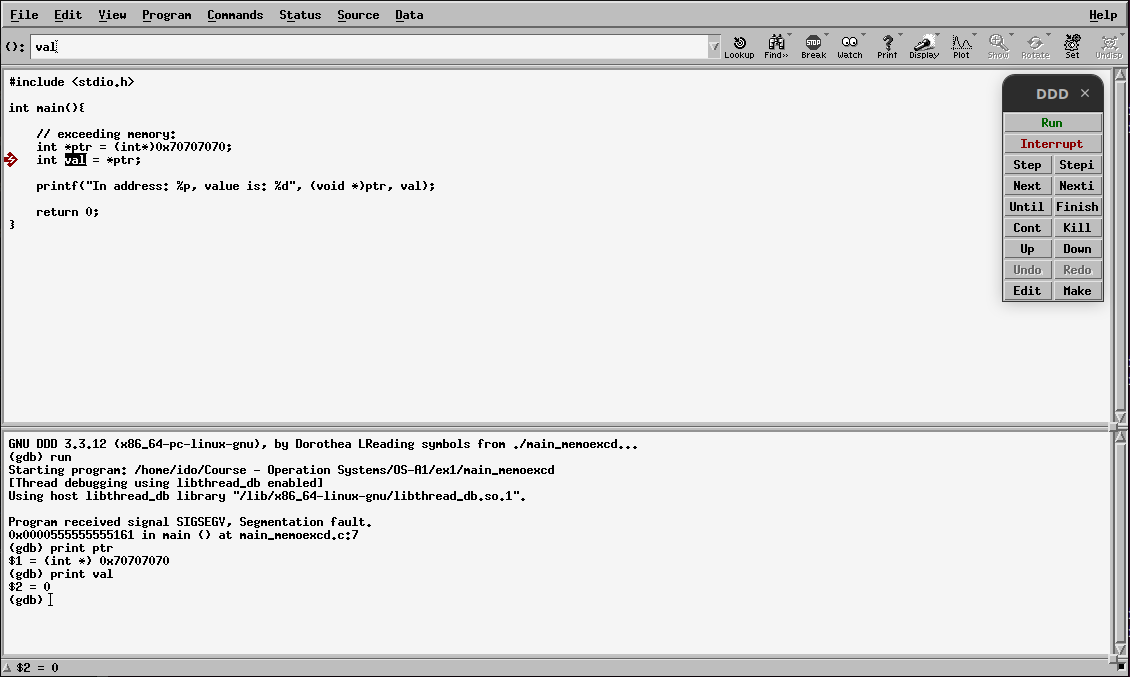 File Edit View Program Commands Status Source Data Help
(): val
Lookup Find>> Break Watch Print Display Plot Show Rotate Set Undisp
STOP
#include <stdio.h>
int main(){
// exceeding memory:
int *ptr = (int*)0x70707070;
int val = *ptr;
printf("In address: %p, value is: %d", (void *)ptr, val);
return 0;
}
DDD ×
Run
Interrupt
Step Stepi
Next Nexti
Until Finish
Cont Kill
Up Down
Undo Redo
Edit Make
GNU DDD 3.3.12 (x86_64-pc-linux-gnu), by Dorothea LReading symbols from ./main_memoexcd...
(gdb) run
Starting program: /home/ido/Course - Operation Systems/OS-A1/ex1/main_memoexcd
[Thread debugging using libthread_db enabled]
Using host libthread_db library "/lib/x86_64-linux-gnu/libthread_db.so.1".
Program received signal SIGSEGV, Segmentation fault.
0x0000555555555161 in main () at main_memoexcd.c:7
(gdb) print ptr
$1 = (int *) 0x70707070
(gdb) print val
$2 = 0
(gdb)
$2 = 0